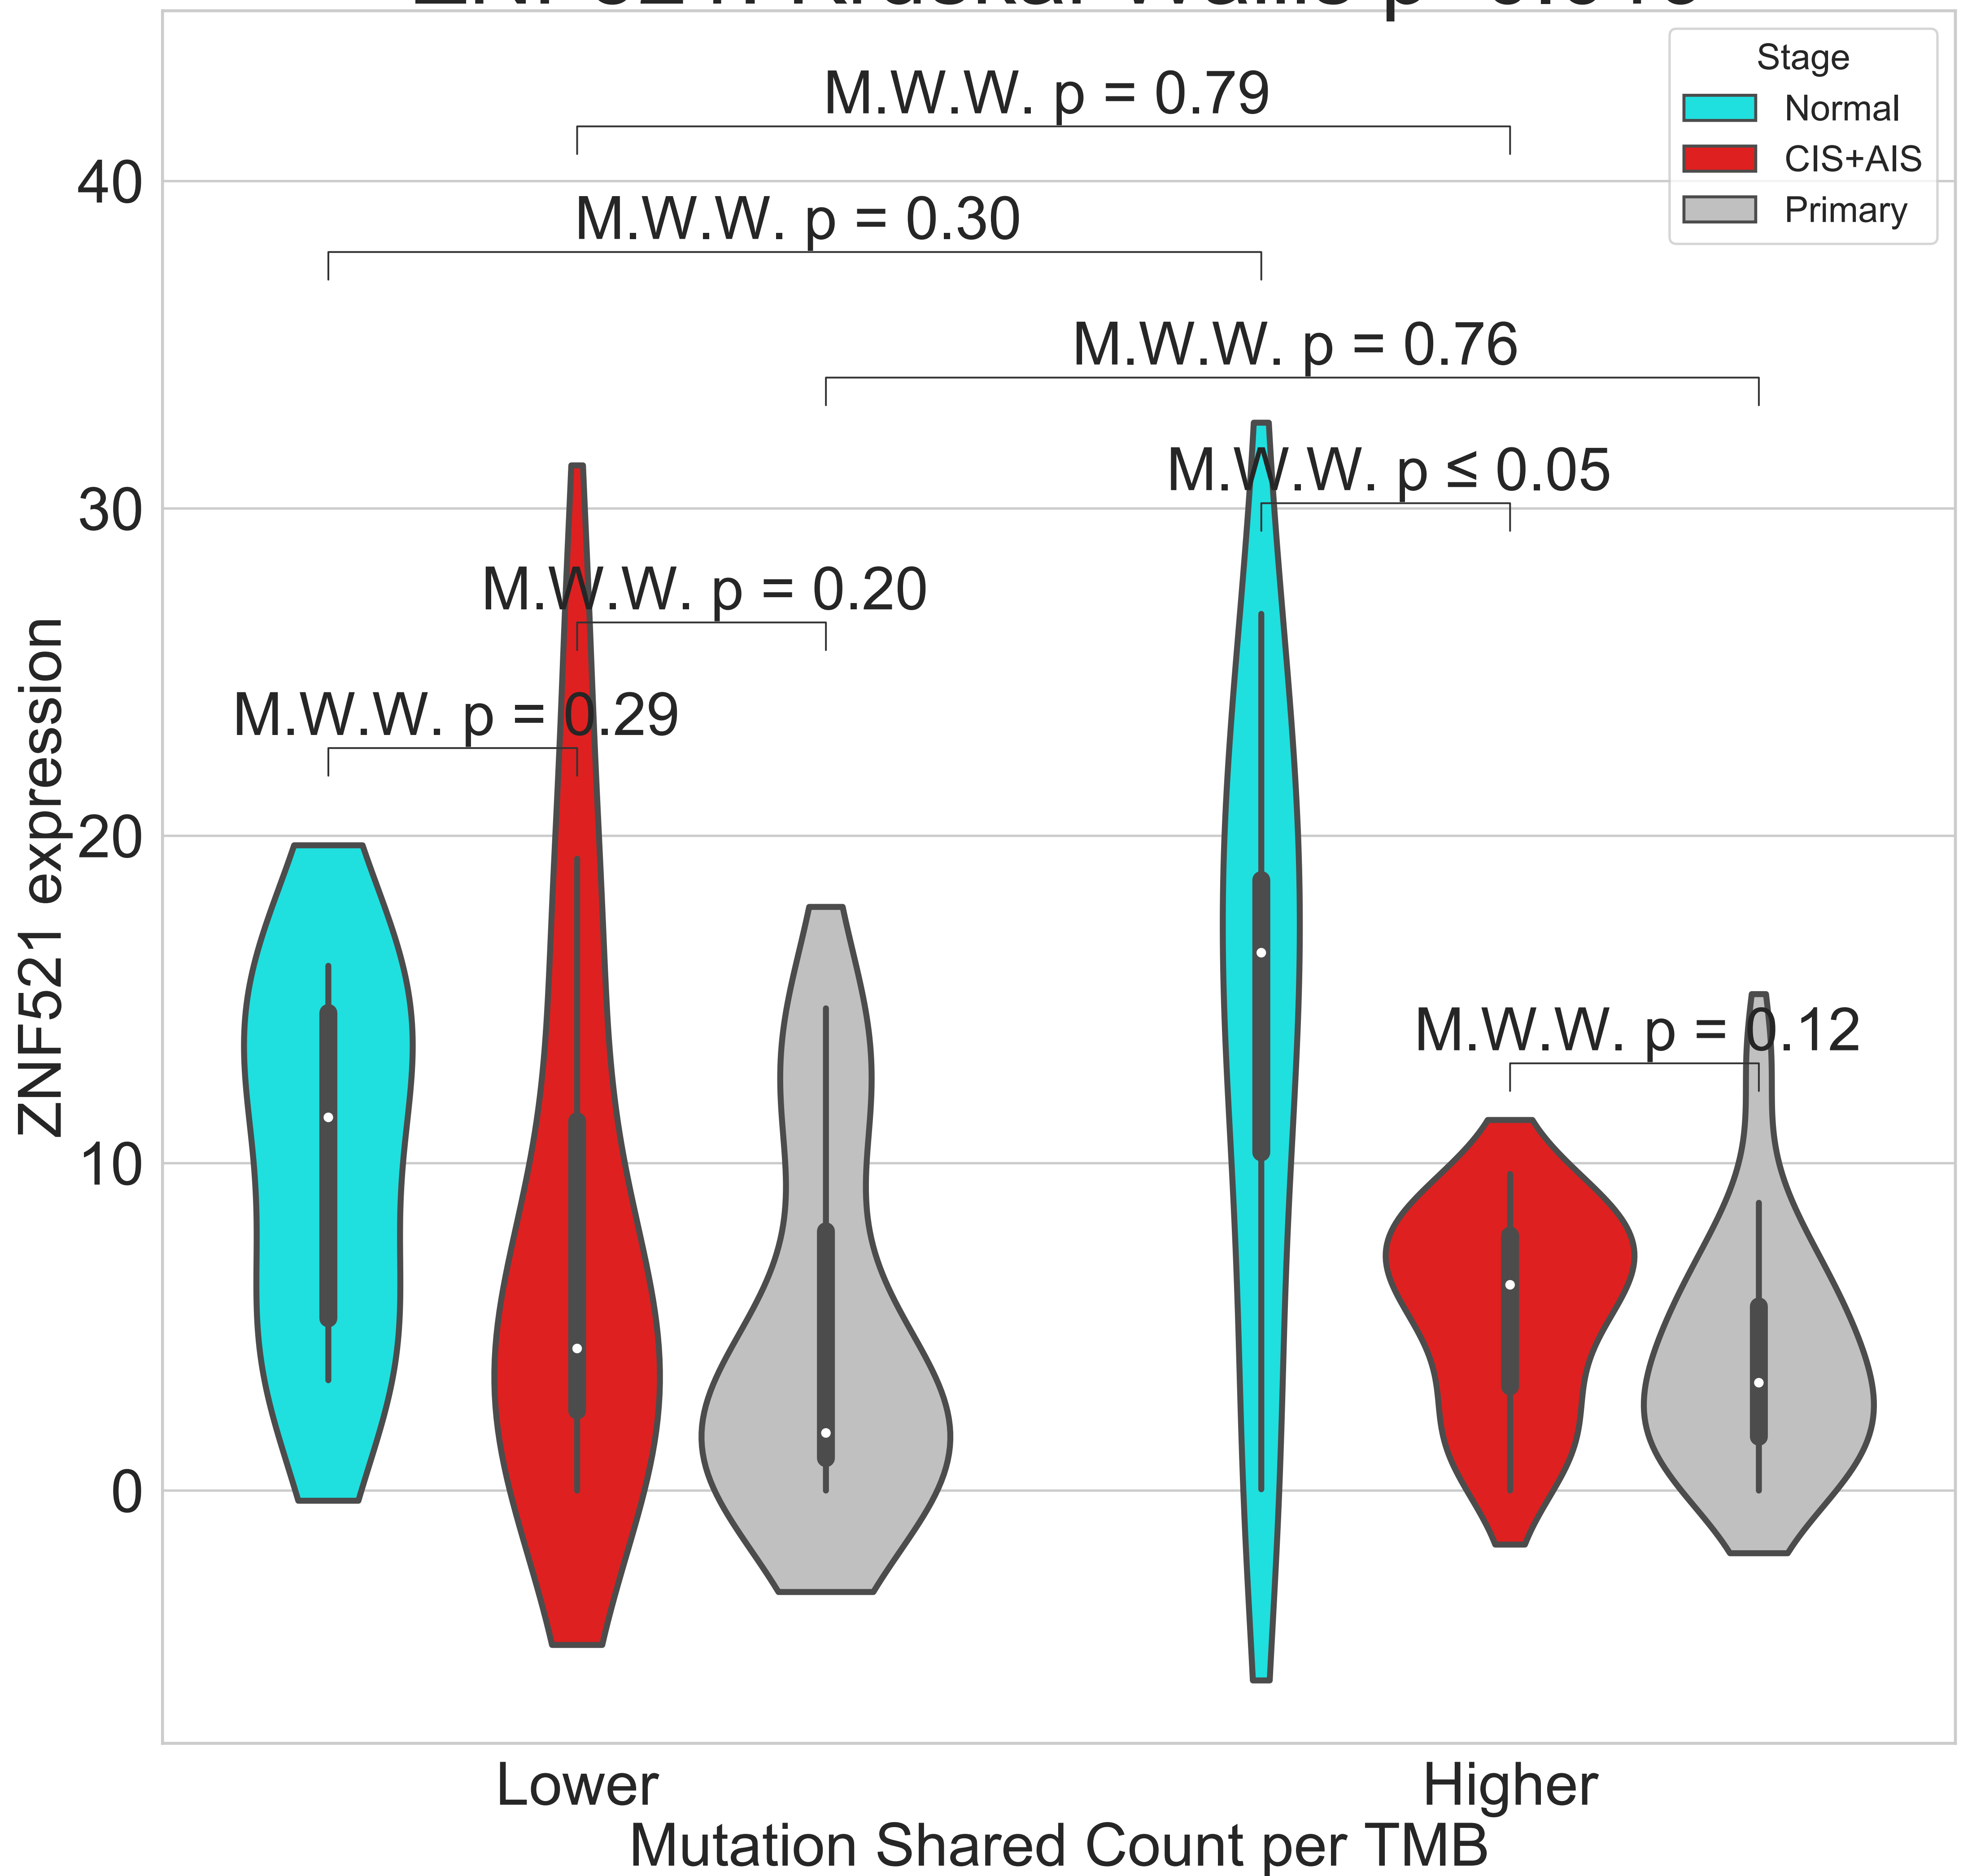 Stage
Normal
CIS+AIS
Primary
M.W.W. p = 0.79
M.W.W. p = 0.30
M.W.W. p = 0.76
M.W.W. p ≤ 0.05
M.W.W. p = 0.20
M.W.W. p = 0.29
M.W.W. p = 0.12
40
30
20
10
0
ZNF521 expression
Lower
Higher
Mutation Shared Count per TMB